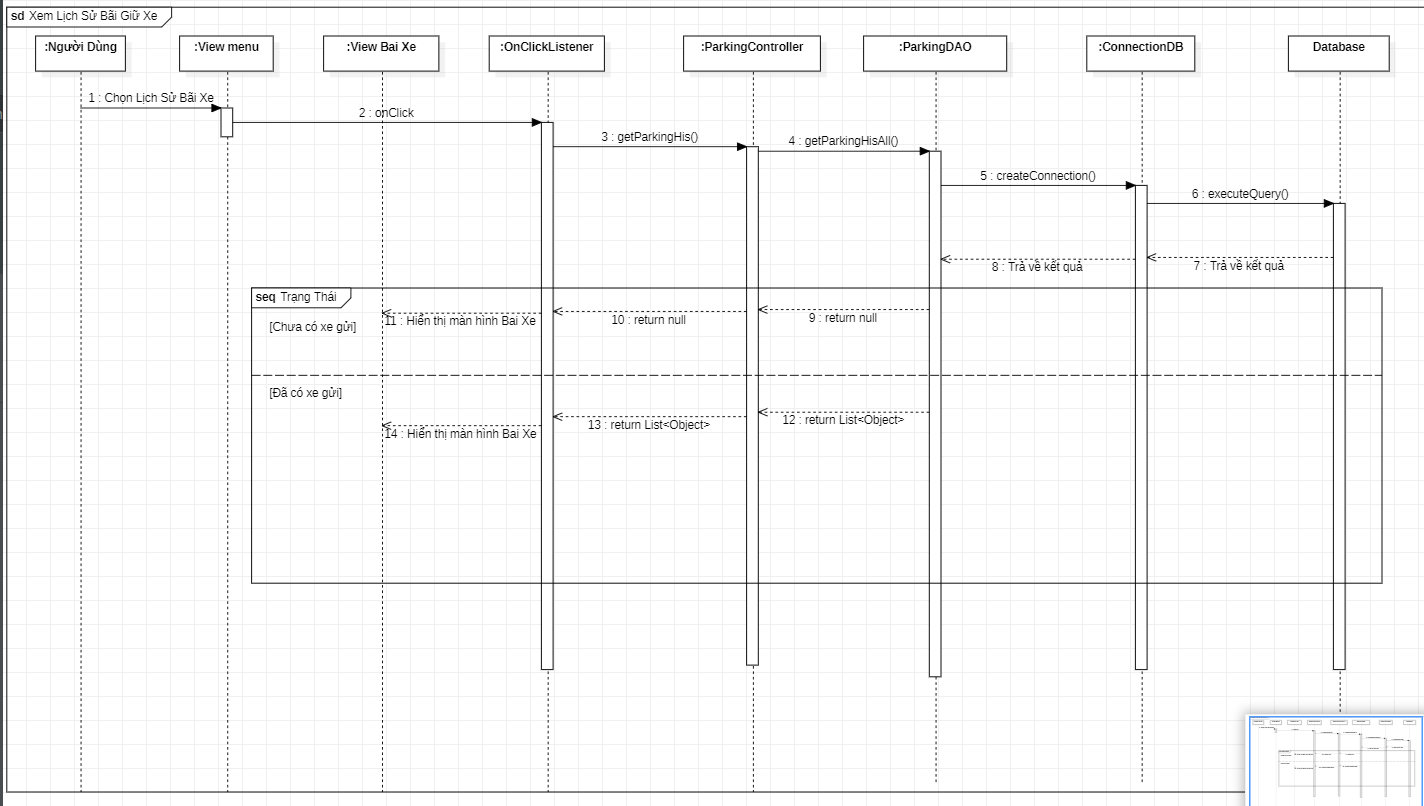 sd Xem Lịch Sử Bãi Giữ Xe
:Người Dùng
:View menu
:View Bai Xe
:OnClickListener
:ParkingController
:ParkingDAO
:ConnectionDB
Database
1 : Chọn Lịch Sử Bãi Xe
2 : onClick
3 : getParkingHis()
4 : getParkingHisAll()
5 : createConnection()
6 : executeQuery()
7 : Trả về kết quả
8 : Trả về kết quả
seq Trạng Thái
[Chưa có xe gửi]
9 : return null
10 : return null
11 : Hiển thị màn hình Bai Xe
[Đã có xe gửi]
12 : return List<Object>
13 : return List<Object>
14 : Hiển thị màn hình Bai Xe